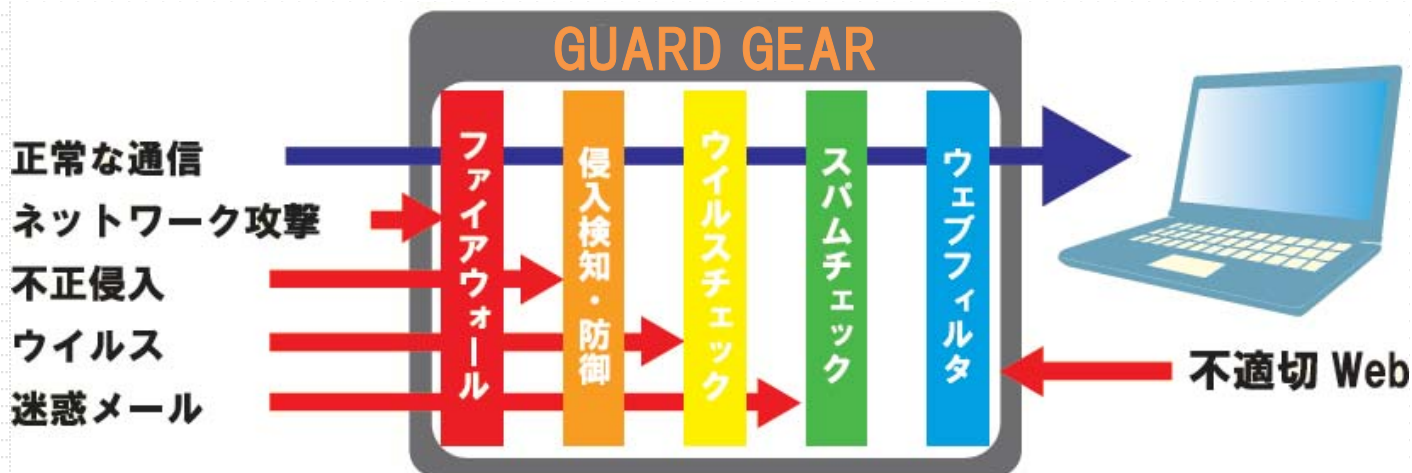 GUARD GEAR
正常な通信
ネットワーク攻撃
不正侵入
ウイルス
迷惑メール
ファイアウォール
侵入検知・防御
ウイルスチェック
スパムチェック
ウェブフィルタ
不適切 Web